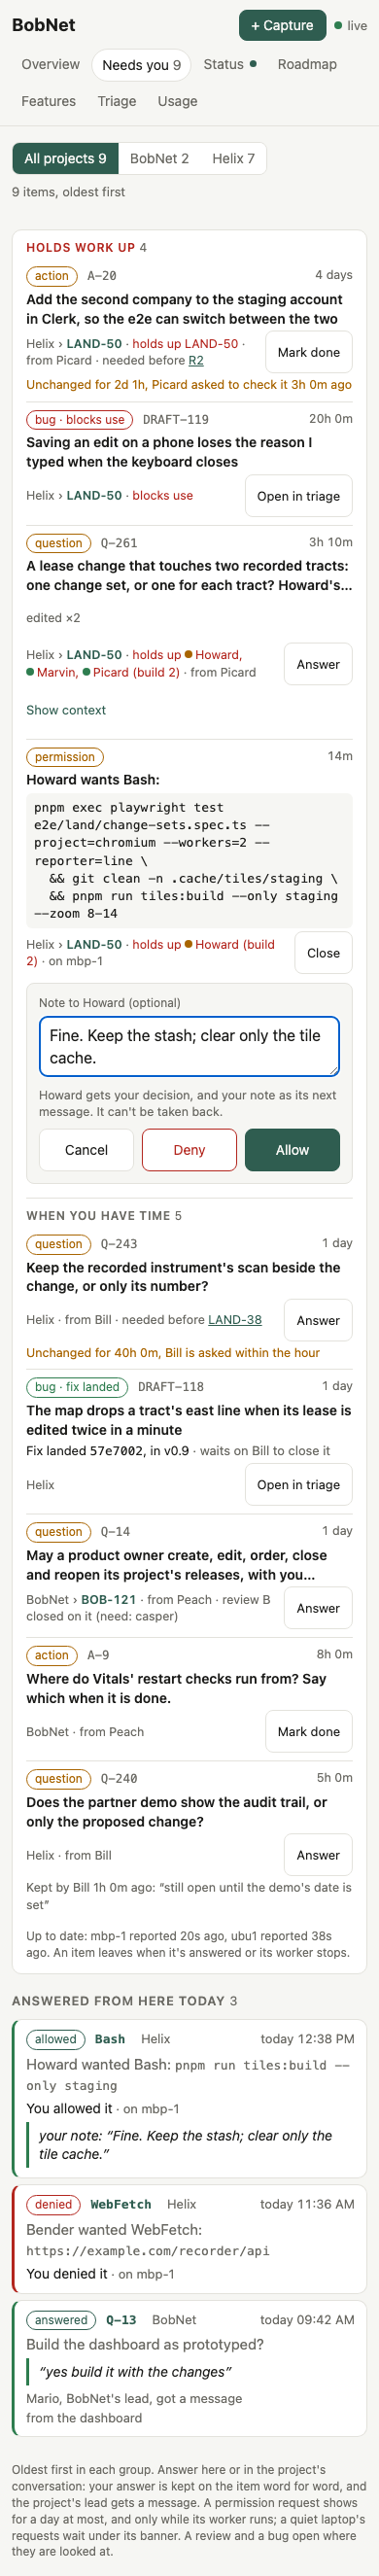 BobNet
+ Capture
live
Overview
Needs you 9
Status
Roadmap
Features
Triage
Usage
All projects 9
BobNet 2
Helix 7
9 items, oldest first
HOLDS WORK UP 4
action A-20 4 days
Add the second company to the staging account
in Clerk, so the e2e can switch between the two
Helix › LAND-50 · holds up LAND-50 ·
from Picard · needed before R2
Mark done
Unchanged for 2d 1h, Picard asked to check it 3h 0m ago
bug · blocks use DRAFT-119 20h 0m
Saving an edit on a phone loses the reason I
typed when the keyboard closes
Helix › LAND-50 · blocks use
Open in triage
question Q-261 3h 10m
A lease change that touches two recorded tracts:
one change set, or one for each tract? Howard's...
edited ×2
Helix › LAND-50 · holds up Howard,
Marvin, Picard (build 2) · from Picard
Answer
Show context
permission 14m
Howard wants Bash:
pnpm exec playwright test
e2e/land/change-sets.spec.ts --
project=chromium --workers=2 --
reporter=line \
&& git clean -n .cache/tiles/staging \
&& pnpm run tiles:build --only staging
--zoom 8-14
Helix › LAND-50 · holds up Howard (build
2) · on mbp-1
Close
Note to Howard (optional)
Fine. Keep the stash; clear only the tile
cache.
Howard gets your decision, and your note as its next
message. It can't be taken back.
Cancel
Deny
Allow
WHEN YOU HAVE TIME 5
question Q-243 1 day
Keep the recorded instrument's scan beside the
change, or only its number?
Helix · from Bill · needed before LAND-38
Answer
Unchanged for 40h 0m, Bill is asked within the hour
bug · fix landed DRAFT-118 1 day
The map drops a tract's east line when its lease is
edited twice in a minute
Fix landed 57e7002, in v0.9 · waits on Bill to close it
Helix
Open in triage
question Q-14 1 day
May a product owner create, edit, order, close
and reopen its project's releases, with you...
BobNet › BOB-121 · from Peach · review B
closed on it (need: casper)
Answer
action A-9 8h 0m
Where do Vitals' restart checks run from? Say
which when it is done.
BobNet · from Peach
Mark done
question Q-240 5h 0m
Does the partner demo show the audit trail, or
only the proposed change?
Helix · from Bill
Answer
Kept by Bill 1h 0m ago: “still open until the demo's date is
set”
Up to date: mbp-1 reported 20s ago, ubu1 reported 38s
ago. An item leaves when it's answered or its worker stops.
ANSWERED FROM HERE TODAY 3
allowed Bash Helix today 12:38 PM
Howard wanted Bash: pnpm run tiles:build --
only staging
You allowed it · on mbp-1
your note: “Fine. Keep the stash; clear only the
tile cache.”
denied WebFetch Helix today 11:36 AM
Bender wanted WebFetch:
https://example.com/recorder/api
You denied it · on mbp-1
answered Q-13 BobNet today 09:42 AM
Build the dashboard as prototyped?
“yes build it with the changes”
Mario, BobNet's lead, got a message
from the dashboard
Oldest first in each group. Answer here or in the project's
conversation: your answer is kept on the item word for word, and
the project's lead gets a message. A permission request shows
for a day at most, and only while its worker runs; a quiet laptop's
requests wait under its banner. A review and a bug open where
they are looked at.